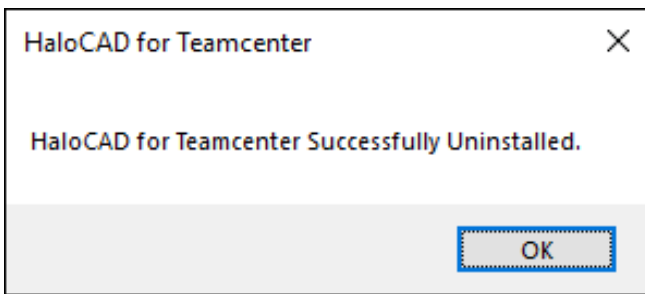 HaloCAD for Teamcenter
HaloCAD for Teamcenter Successfully Uninstalled.
OK